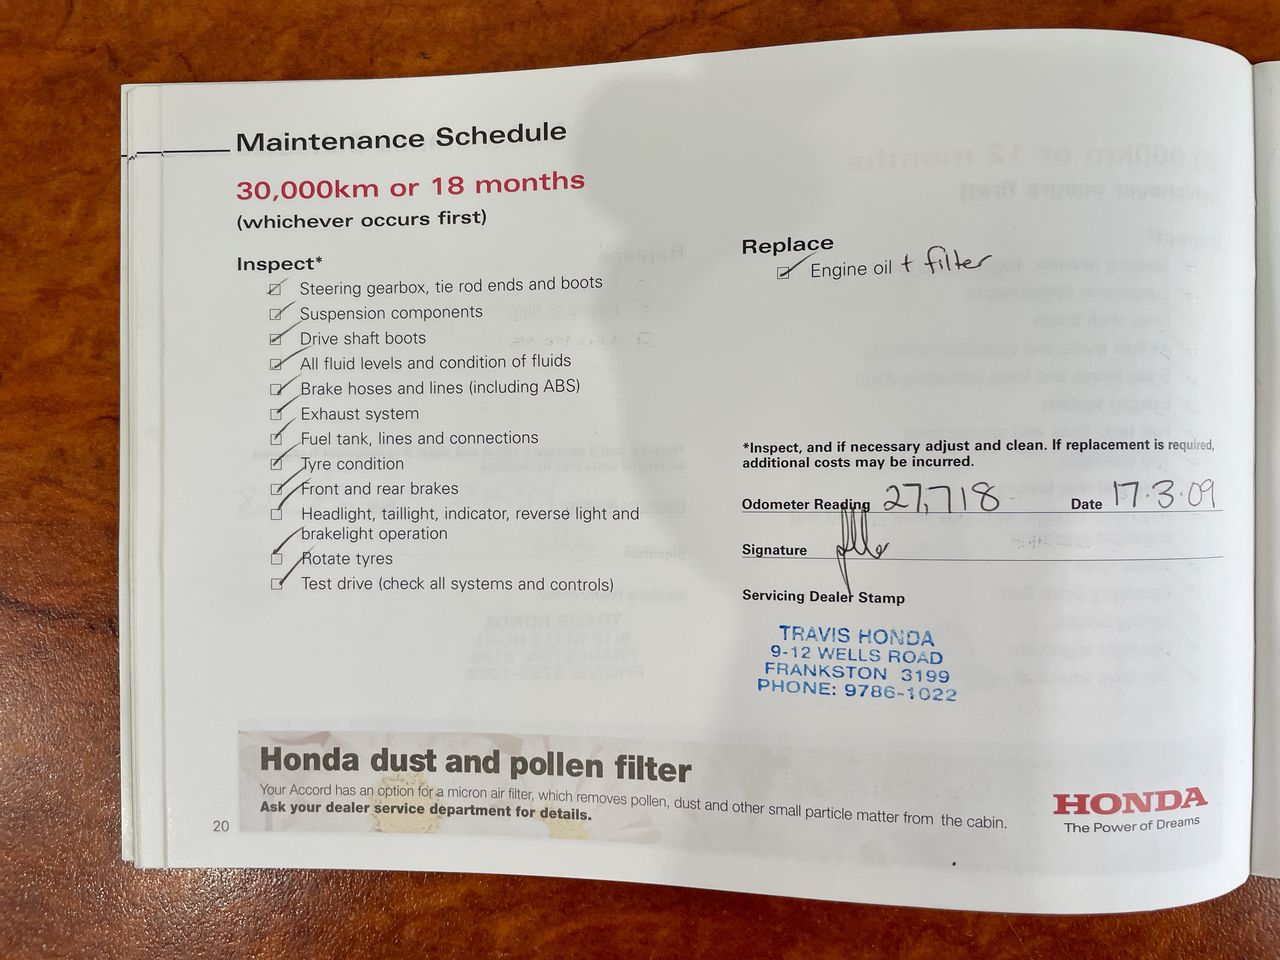 Maintenance Schedule
30,000km or 18 months
(whichever occurs first)
Inspect*
Steering gearbox, tie rod ends and boots
Suspension components
Drive shaft boots
All fluid levels and condition of fluids
Brake hoses and lines (including ABS)
Exhaust system
Fuel tank, lines and connections
Tyre condition
Front and rear brakes
Headlight, taillight, indicator, reverse light and
brakelight operation
Rotate tyres
Test drive (check all systems and controls)
Replace
Engine oil + filter
*Inspect, and if necessary adjust and clean. If replacement is required,
additional costs may be incurred.
Odometer Reading 27,718 Date 17.3.09
Signature
Servicing Dealer Stamp
TRAVIS HONDA
9-12 WELLS ROAD
FRANKSTON 3199
PHONE: 9786-1022
Honda dust and pollen filter
Your Accord has an option for a micron air filter, which removes pollen, dust and other small particle matter from the cabin.
Ask your dealer service department for details.
HONDA
The Power of Dreams
20